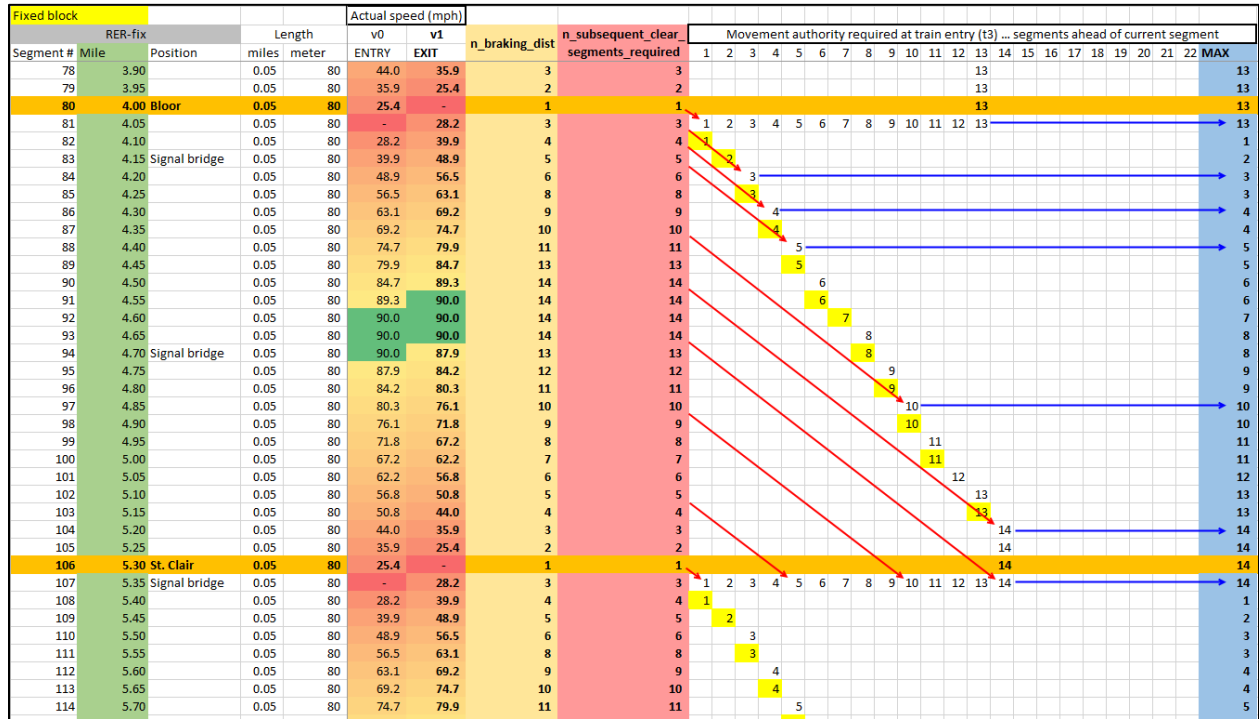 Fixed block Actual speed (mph)
RER-fix Length v0 v1 n_braking_dist n_subsequent_clear_segments_required Movement authority required at train entry (t3) ... segments ahead of current segment
Segment # Mile Position miles meter ENTRY EXIT 1 2 3 4 5 6 7 8 9 10 11 12 13 14 15 16 17 18 19 20 21 22 MAX
78 3.90 0.05 80 44.0 35.9 3 3 13 13
79 3.95 0.05 80 35.9 25.4 2 2 13 13
80 4.00 Bloor 0.05 80 25.4 - 1 1 13 13
81 4.05 0.05 80 - 28.2 3 3 1 2 3 4 5 6 7 8 9 10 11 12 13 13
82 4.10 0.05 80 28.2 39.9 4 4 1 1
83 4.15 Signal bridge 0.05 80 39.9 48.9 5 5 2 2
84 4.20 0.05 80 48.9 56.5 6 6 3 3
85 4.25 0.05 80 56.5 63.1 8 8 3 3
86 4.30 0.05 80 63.1 69.2 9 9 4 4
87 4.35 0.05 80 69.2 74.7 10 10 4 4
88 4.40 0.05 80 74.7 79.9 11 11 5 5
89 4.45 0.05 80 79.9 84.7 13 13 5 5
90 4.50 0.05 80 84.7 89.3 14 14 6 6
91 4.55 0.05 80 89.3 90.0 14 14 6 6
92 4.60 0.05 80 90.0 90.0 14 14 7 7
93 4.65 0.05 80 90.0 90.0 14 14 8 8
94 4.70 Signal bridge 0.05 80 90.0 87.9 13 13 8 8
95 4.75 0.05 80 87.9 84.2 12 12 9 9
96 4.80 0.05 80 84.2 80.3 11 11 9 9
97 4.85 0.05 80 80.3 76.1 10 10 10 10
98 4.90 0.05 80 76.1 71.8 9 9 10 10
99 4.95 0.05 80 71.8 67.2 8 8 11 11
100 5.00 0.05 80 67.2 62.2 7 7 11 11
101 5.05 0.05 80 62.2 56.8 6 6 12 12
102 5.10 0.05 80 56.8 50.8 5 5 13 13
103 5.15 0.05 80 50.8 44.0 4 4 13 13
104 5.20 0.05 80 44.0 35.9 3 3 14 14
105 5.25 0.05 80 35.9 25.4 2 2 14 14
106 5.30 St. Clair 0.05 80 25.4 - 1 1 14 14
107 5.35 Signal bridge 0.05 80 - 28.2 3 3 1 2 3 4 5 6 7 8 9 10 11 12 13 14 14
108 5.40 0.05 80 28.2 39.9 4 4 1 1
109 5.45 0.05 80 39.9 48.9 5 5 2 2
110 5.50 0.05 80 48.9 56.5 6 6 3 3
111 5.55 0.05 80 56.5 63.1 8 8 3 3
112 5.60 0.05 80 63.1 69.2 9 9 4 4
113 5.65 0.05 80 69.2 74.7 10 10 4 4
114 5.70 0.05 80 74.7 79.9 11 11 5 5